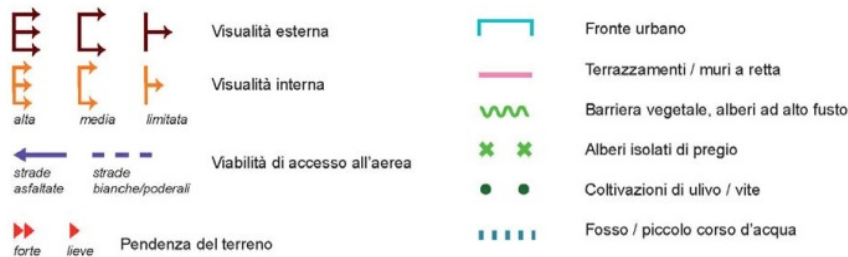 Visualità esterna
Visualità interna
alta media limitata
Viabilità di accesso all'aerea
strade asfaltate
strade bianche/poderali
Pendenza del terreno
forte lieve
Fronte urbano
Terrazzamenti / muri a retta
Barriera vegetale, alberi ad alto fusto
Alberi isolati di pregio
Coltivazioni di ulivo / vite
Fosso / piccolo corso d'acqua